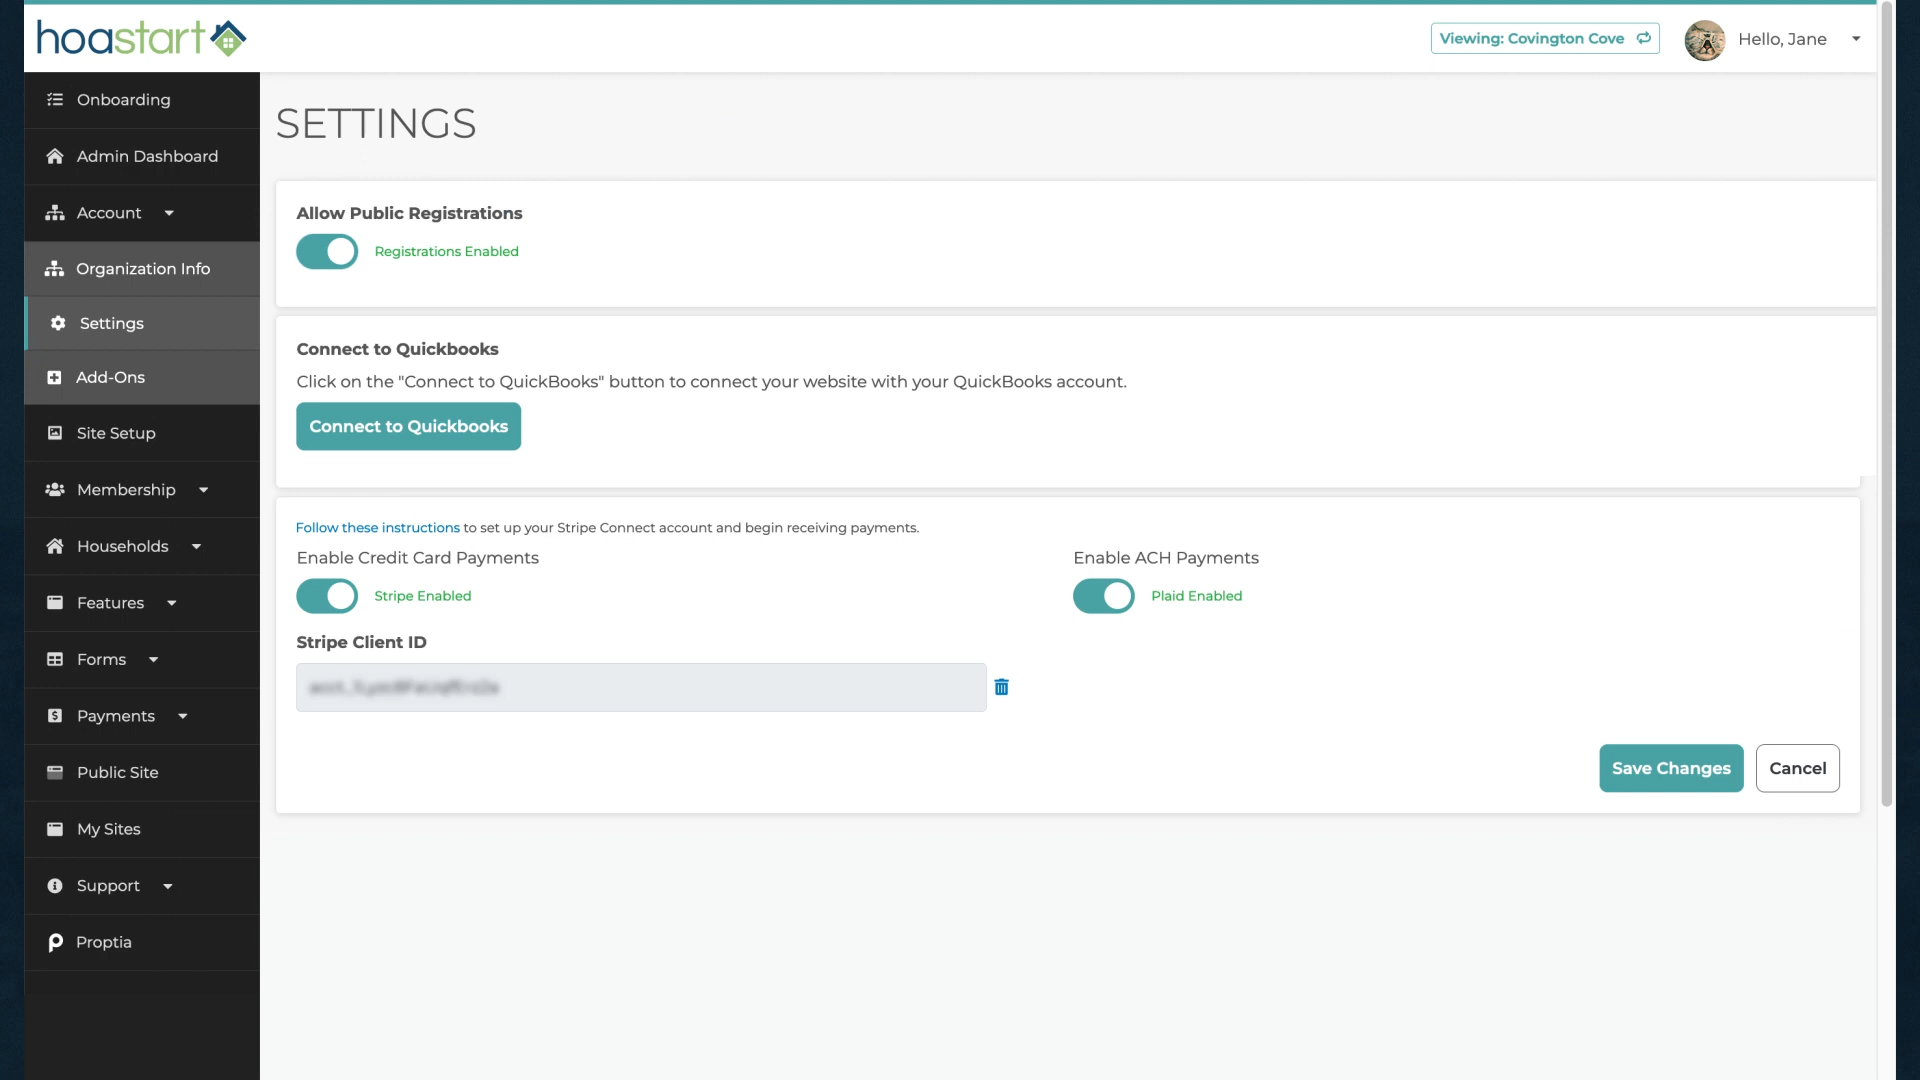 hoastart
Viewing: Covington Cove
Hello, Jane
Onboarding
Admin Dashboard
Account
Organization Info
Settings
Add-Ons
Site Setup
Membership
Households
Features
Forms
Payments
Public Site
My Sites
Support
Proptia
SETTINGS
Allow Public Registrations
Registrations Enabled
Connect to Quickbooks
Click on the "Connect to QuickBooks" button to connect your website with your QuickBooks account.
Connect to Quickbooks
Follow these instructions to set up your Stripe Connect account and begin receiving payments.
Enable Credit Card Payments
Stripe Enabled
Enable ACH Payments
Plaid Enabled
Stripe Client ID
Save Changes
Cancel